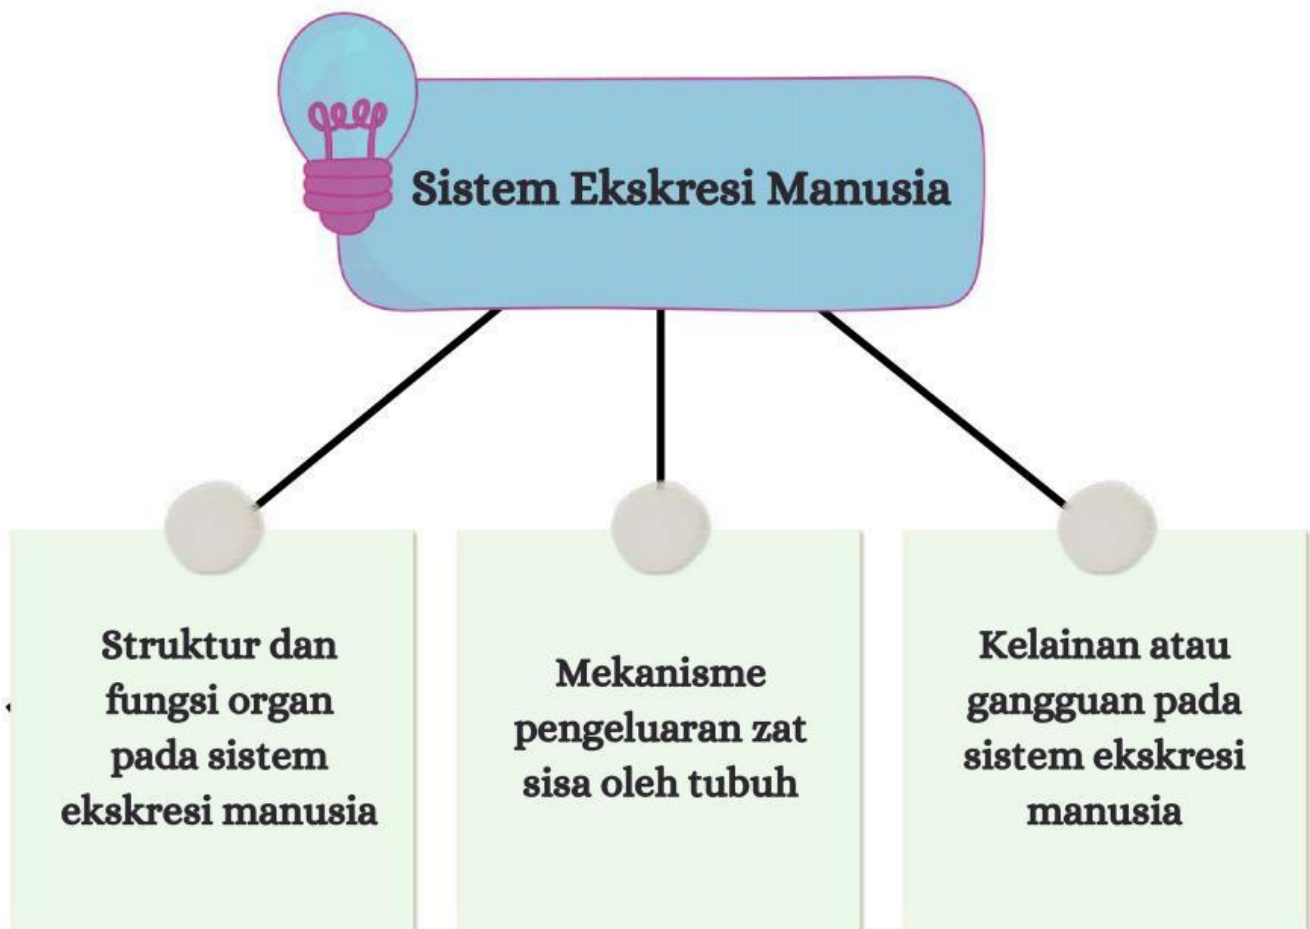 Sistem Ekskresi Manusia
Struktur dan
fungsi organ
pada sistem
ekskresi manusia
Mekanisme
pengeluaran zat
sisa oleh tubuh
Kelainan atau
gangguan pada
sistem ekskresi
manusia